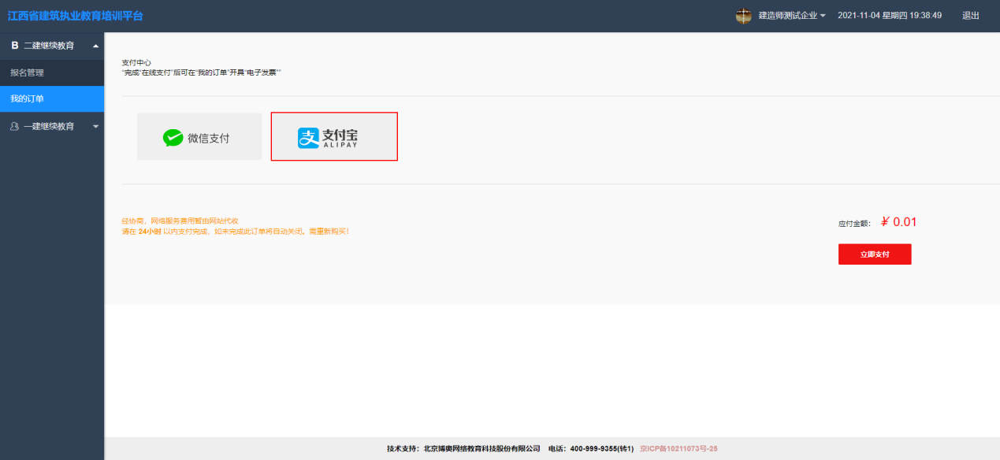 江西省建筑执业教育培训平台
建造师测试企业 2021-11-04 星期四 19:38:49 退出
B 二建继续教育
报名管理
我的订单
一建继续教育
支付中心
“完成“在线支付”后可在“我的订单”开具“电子发票””
微信支付
支付宝
ALIPAY
经协商，网络服务费用暂由网站代收
请在 24小时 以内支付完成，如未完成此订单将自动关闭。需重新购买！
应付金额： ¥ 0.01
立即支付
技术支持：北京博奥网络教育科技股份有限公司 电话：400-999-9355(转1) 京ICP备10211073号-25